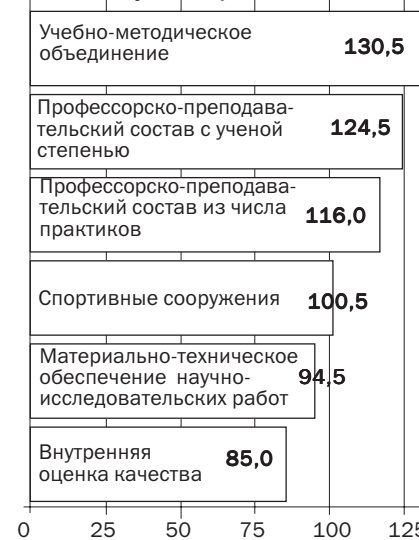 Учебно-методическое
объединение
130,5
Профессорско-преподава-
тельский состав с ученой
степенью
124,5
Профессорско-преподава-
тельский состав из числа
практиков
116,0
Спортивные сооружения
100,5
Материально-техническое
обеспечение научно-
исследовательских работ
94,5
Внутренняя
оценка качества
85,0
0 25 50 75 100 125